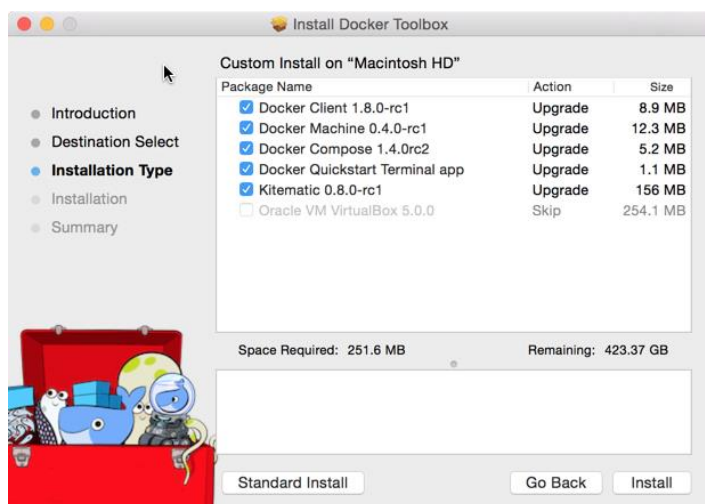 Install Docker Toolbox
Custom Install on “Macintosh HD”
Package Name Action Size
Docker Client 1.8.0-rc1 Upgrade 8.9 MB
Docker Machine 0.4.0-rc1 Upgrade 12.3 MB
Docker Compose 1.4.0rc2 Upgrade 5.2 MB
Docker Quickstart Terminal app Upgrade 1.1 MB
Kitematic 0.8.0-rc1 Upgrade 156 MB
Oracle VM VirtualBox 5.0.0 Skip 254.1 MB
Introduction
Destination Select
Installation Type
Installation
Summary
Space Required: 251.6 MB Remaining: 423.37 GB
Standard Install Go Back Install